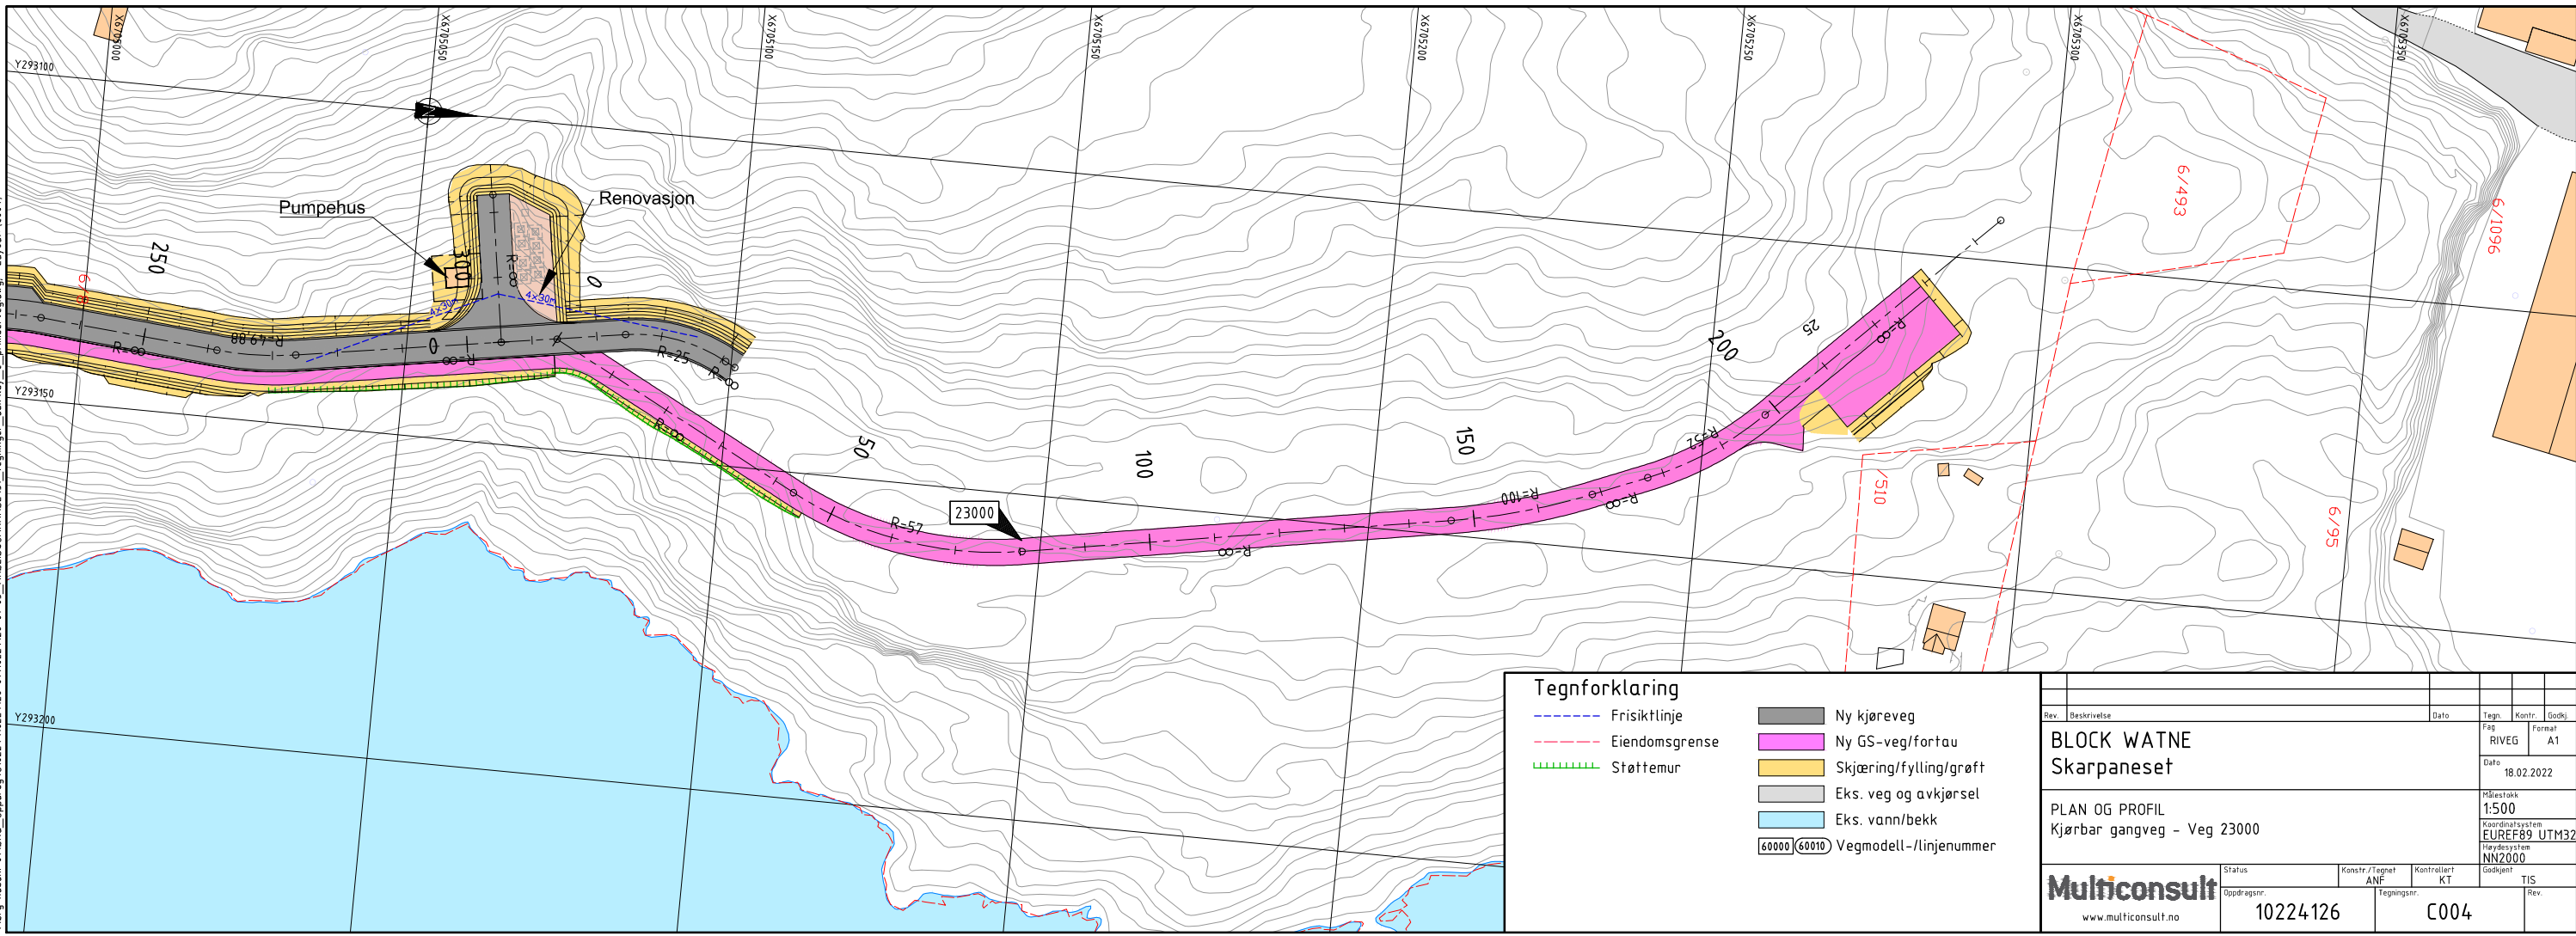 X6705000
X6705050
X6705100
X6705150
X6705200
X6705250
X6705300
X6705350
Y293100
Y293150
Y293200
Pumpehus
Renovasjon
250
300
0
0
4x30m
4x30m
R=∞
R=49.88
R=∞
R=∞
R=25
R=∞
R=∞
50
R=57
23000
100
R=∞
150
R=100
R=∞
R=52
200
25
R=∞
6/493
6/1096
6/95
/510
Tegnforklaring
Frisiktlinje
Eiendomsgrense
Støttemur
Ny kjøreveg
Ny GS-veg/fortau
Skjæring/fylling/grøft
Eks. veg og avkjørsel
Eks. vann/bekk
60000 60010 Vegmodell-/linjenummer
Rev. Beskrivelse Dato Tegn. Kontr. Godkj.
BLOCK WATNE
Skarpaneset
Fag
RIVEG
Format
A1
Dato
18.02.2022
PLAN OG PROFIL
Kjørbar gangveg - Veg 23000
Målestokk
1:500
Koordinatsystem
EUREF89 UTM32
Høydesystem
NN2000
Multiconsult
www.multiconsult.no
Status
Konstr./Tegnet
ANF
Kontrollert
KT
Godkjent
TIS
Oppdragsnr.
10224126
Tegningsnr.
C004
Rev.